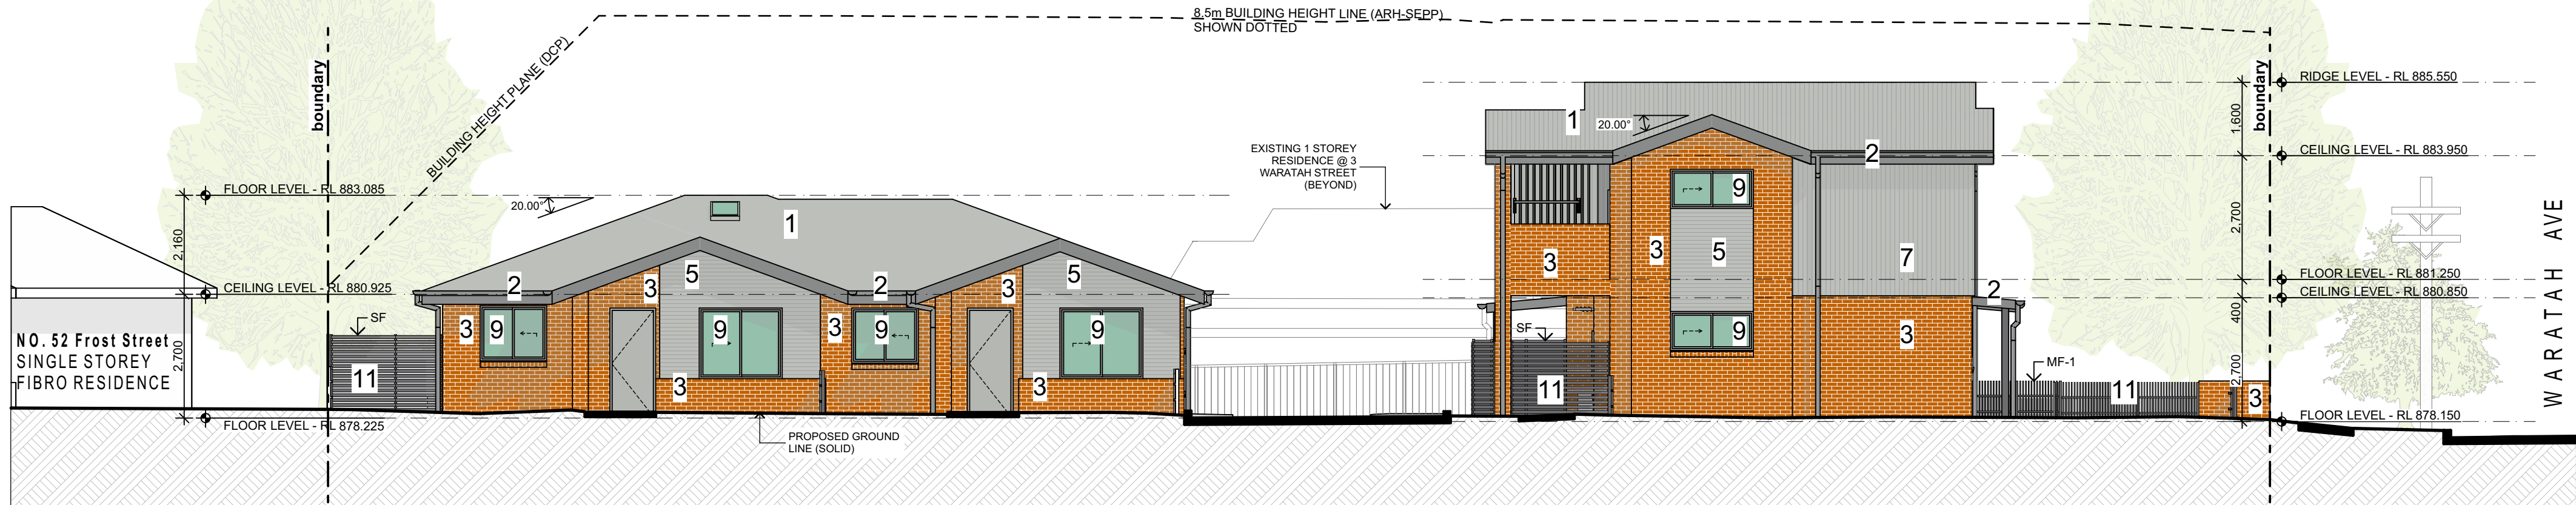 8.5m BUILDING HEIGHT LINE (ARH-SEPP)
SHOWN DOTTED
BUILDING HEIGHT PLANE (DCP)
boundary
boundary
RIDGE LEVEL - RL 885.550
1,600
CEILING LEVEL - RL 883.950
2,700
FLOOR LEVEL - RL 881.250
CEILING LEVEL - RL 880.850
400
2,700
FLOOR LEVEL - RL 878.150
WARATAH AVE
FLOOR LEVEL - RL 883.085
2,160
CEILING LEVEL - RL 880.925
2,700
FLOOR LEVEL - RL 878.225
NO. 52 Frost Street
SINGLE STOREY
FIBRO RESIDENCE
SF
11
20.00°
1
2
3
9
3
5
9
3
2
3
9
3
5
9
3
PROPOSED GROUND
LINE (SOLID)
EXISTING 1 STOREY
RESIDENCE @ 3
WARATAH STREET
(BEYOND)
1
20.00°
2
9
3
3
5
7
9
3
2
SF
11
MF-1
11
3